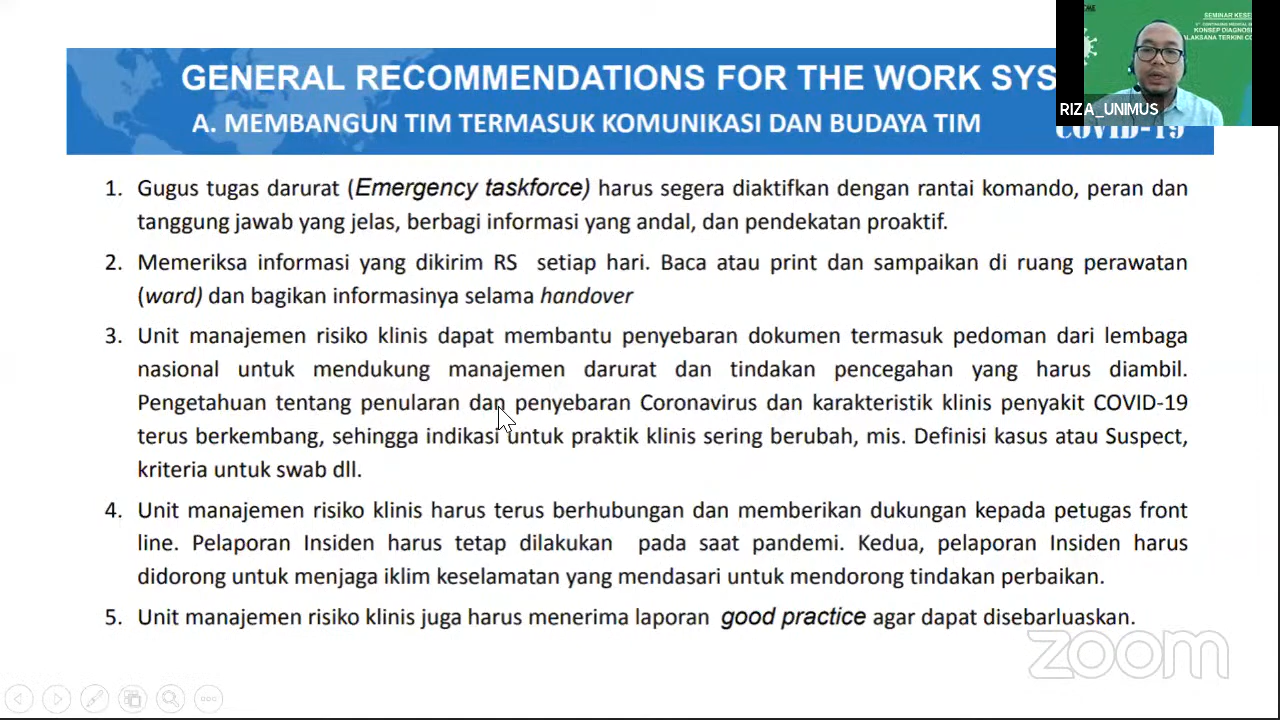 GENERAL RECOMMENDATIONS FOR THE WORK SYS
A. MEMBANGUN TIM TERMASUK KOMUNIKASI DAN BUDAYA TIM
COVID-19
SEMINAR KESE
KONSEP DIAGNOS
ALAKSANA TERKINI CO
RIZA_UNIMUS
1. Gugus tugas darurat (Emergency taskforce) harus segera diaktifkan dengan rantai komando, peran dan
tanggung jawab yang jelas, berbagi informasi yang andal, dan pendekatan proaktif.
2. Memeriksa informasi yang dikirim RS setiap hari. Baca atau print dan sampaikan di ruang perawatan
(ward) dan bagikan informasinya selama handover
3. Unit manajemen risiko klinis dapat membantu penyebaran dokumen termasuk pedoman dari lembaga
nasional untuk mendukung manajemen darurat dan tindakan pencegahan yang harus diambil.
Pengetahuan tentang penularan dan penyebaran Coronavirus dan karakteristik klinis penyakit COVID-19
terus berkembang, sehingga indikasi untuk praktik klinis sering berubah, mis. Definisi kasus atau Suspect,
kriteria untuk swab dll.
4. Unit manajemen risiko klinis harus terus berhubungan dan memberikan dukungan kepada petugas front
line. Pelaporan Insiden harus tetap dilakukan pada saat pandemi. Kedua, pelaporan Insiden harus
didorong untuk menjaga iklim keselamatan yang mendasari untuk mendorong tindakan perbaikan.
5. Unit manajemen risiko klinis juga harus menerima laporan good practice agar dapat disebarluaskan.
zoom